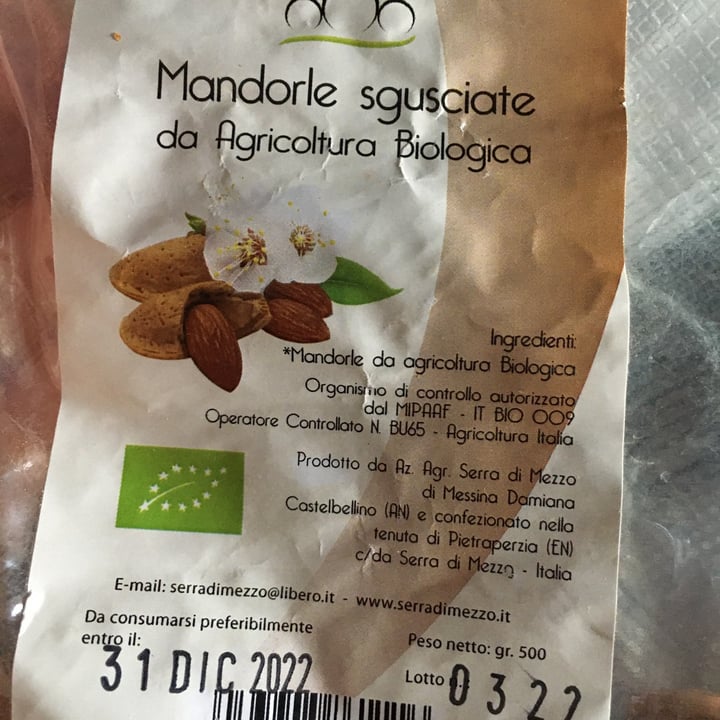 Mandorle sgusciate
da Agricoltura Biologica
Ingredienti:
*Mandorle da agricoltura Biologica
Organismo di controllo autorizzato
dal MIPAAF - IT BIO 009
Operatore Controllato N. BU65 - Agricoltura Italia
Prodotto da Az. Agr. Serra di Mezzo
di Messina Damiana
Castelbellino (AN) e confezionato nella
tenuta di Pietraperzia (EN)
c/da Serra di Mezzo - Italia
E-mail: serradimezzo@libero.it - www.serradimezzo.it
Da consumarsi preferibilmente
entro il:
31 DIC 2022
Peso netto: gr. 500
Lotto 0322